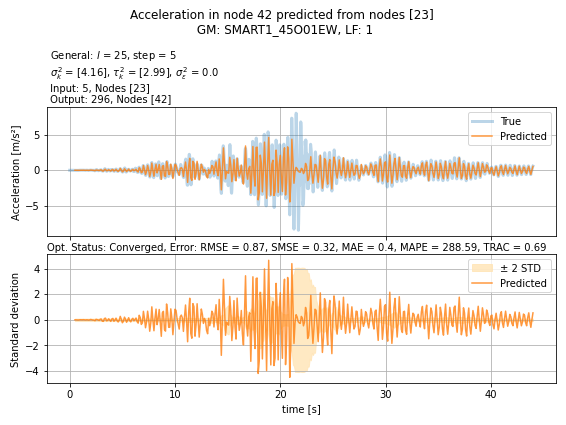 Acceleration in node 42 predicted from nodes [23]
GM: SMART1_45O01EW, LF: 1
General: l = 25, step = 5
σ²ₖ = [4.16], τ²ₖ = [2.99], σ²ε = 0.0
Input: 5, Nodes [23]
Output: 296, Nodes [42]
Acceleration [m/s²]
5
0
−5
True
Predicted
Opt. Status: Converged, Error: RMSE = 0.87, SMSE = 0.32, MAE = 0.4, MAPE = 288.59, TRAC = 0.69
Standard deviation
4
2
0
−2
−4
± 2 STD
Predicted
0 10 20 30 40
time [s]